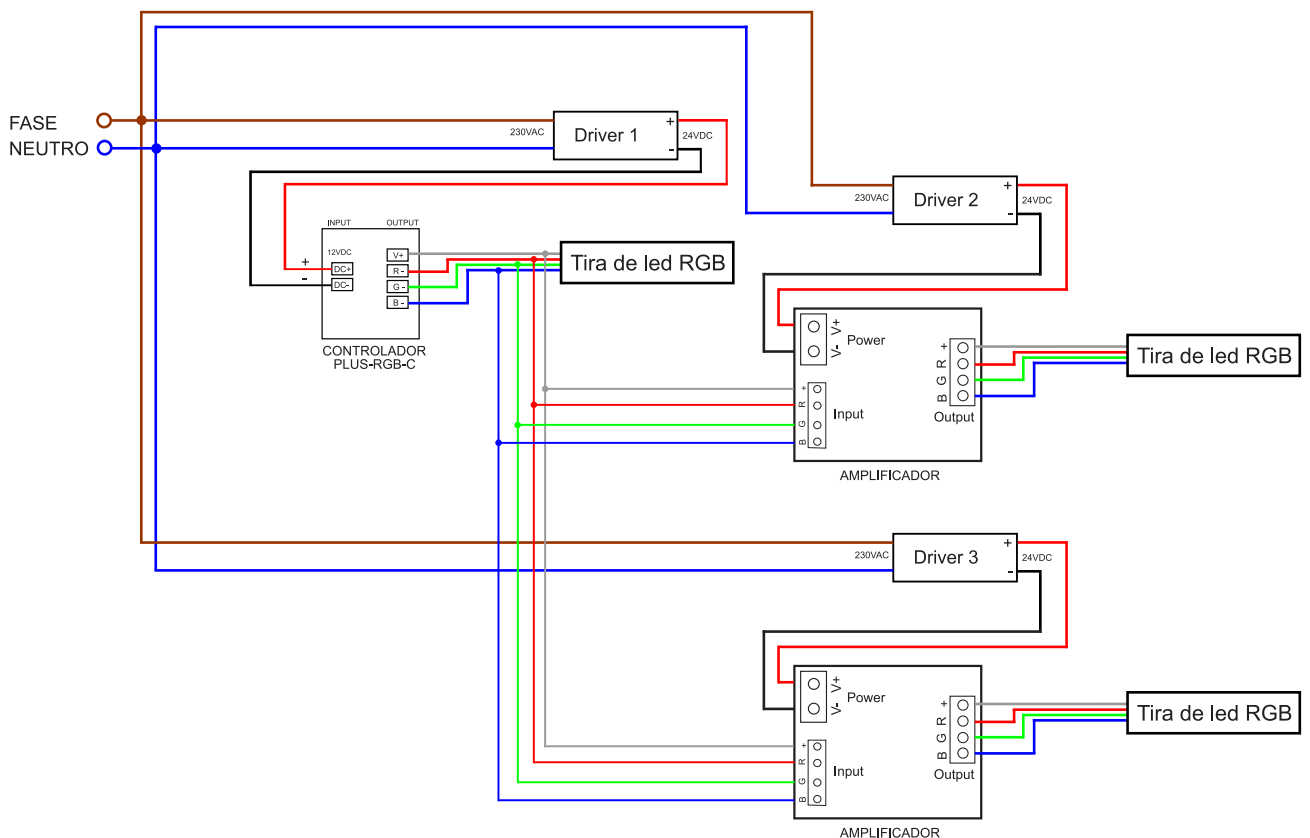 FASE
NEUTRO
230VAC
Driver 1
+
-
24VDC
230VAC
Driver 2
+
-
24VDC
INPUT
OUTPUT
12VDC
+
-
DC+
DC-
V+
R -
G -
B -
CONTROLADOR
PLUS-RGB-C
Tira de led RGB
V+
V-
Power
+
R
G
B
Input
+
R
G
B
Output
AMPLIFICADOR
Tira de led RGB
230VAC
Driver 3
+
-
24VDC
V+
V-
Power
+
R
G
B
Input
+
R
G
B
Output
AMPLIFICADOR
Tira de led RGB